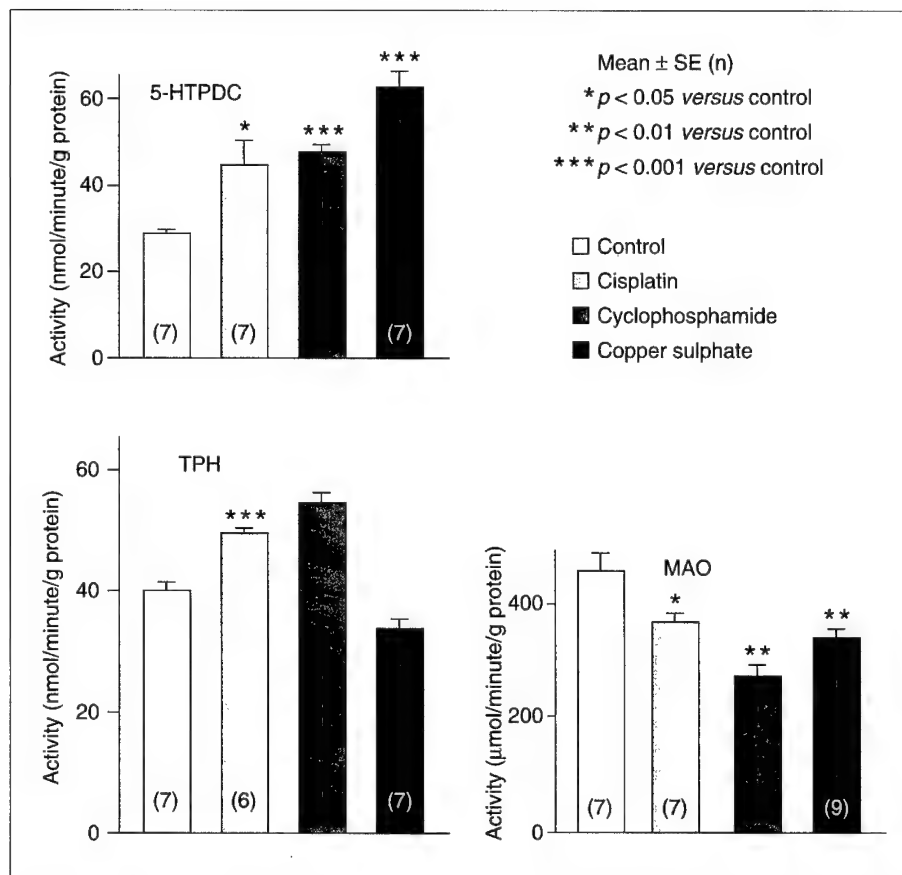 5-HTPDC
Activity (nmol/minute/g protein)
60
40
20
0
*
***
***
(7)
(7)
(7)
Mean ± SE (n)
* p < 0.05 versus control
** p < 0.01 versus control
*** p < 0.001 versus control
Control
Cisplatin
Cyclophosphamide
Copper sulphate
TPH
Activity (nmol/minute/g protein)
60
40
20
0
***
(7)
(6)
(7)
MAO
Activity (μmol/minute/g protein)
400
200
0
*
**
**
(7)
(7)
(9)